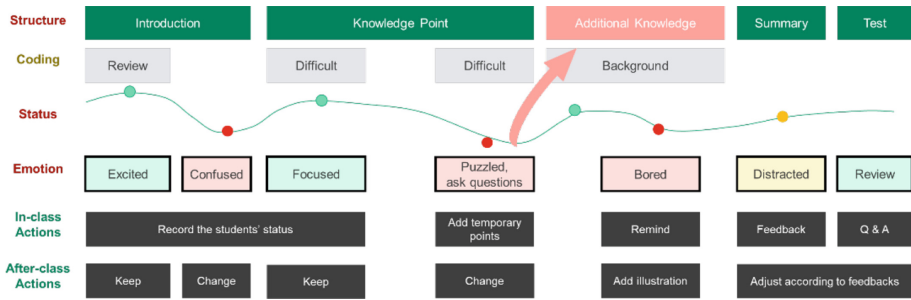 Structure
Introduction
Knowledge Point
Additional Knowledge
Summary
Test
Coding
Review
Difficult
Difficult
Background
Status
Emotion
Excited
Confused
Focused
Puzzled,
ask questions
Bored
Distracted
Review
In-class
Actions
Record the students' status
Add temporary
points
Remind
Feedback
Q & A
After-class
Actions
Keep
Change
Keep
Change
Add illustration
Adjust according to feedbacks